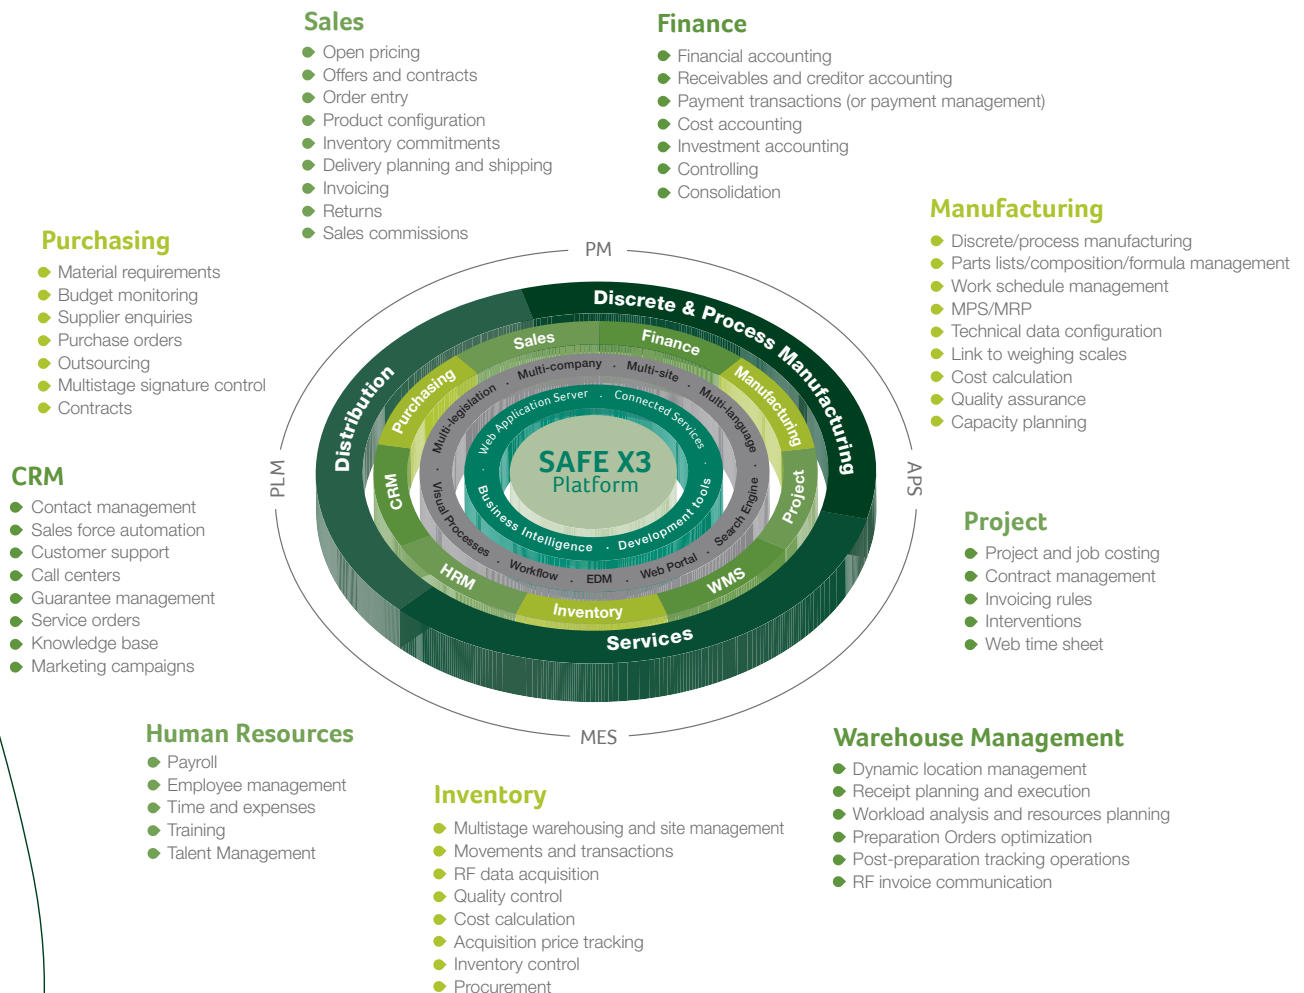 Sales
Open pricing
Offers and contracts
Order entry
Product configuration
Inventory commitments
Delivery planning and shipping
Invoicing
Returns
Sales commissions
Finance
Financial accounting
Receivables and creditor accounting
Payment transactions (or payment management)
Cost accounting
Investment accounting
Controlling
Consolidation
Purchasing
Material requirements
Budget monitoring
Supplier enquiries
Purchase orders
Outsourcing
Multistage signature control
Contracts
Manufacturing
Discrete/process manufacturing
Parts lists/composition/formula management
Work schedule management
MPS/MRP
Technical data configuration
Link to weighing scales
Cost calculation
Quality assurance
Capacity planning
PM
PLM
APS
MES
Distribution
Discrete & Process Manufacturing
Services
Purchasing
Sales
Finance
Manufacturing
Project
WMS
Inventory
HRM
CRM
Multi-legislation · Multi-company · Multi-site · Multi-language ·
Visual Processes · Workflow · EDM · Web Portal · Search Engine
Web Application Server · Connected Services ·
Business Intelligence · Development tools
SAFE X3
Platform
CRM
Contact management
Sales force automation
Customer support
Call centers
Guarantee management
Service orders
Knowledge base
Marketing campaigns
Project
Project and job costing
Contract management
Invoicing rules
Interventions
Web time sheet
Human Resources
Payroll
Employee management
Time and expenses
Training
Talent Management
Inventory
Multistage warehousing and site management
Movements and transactions
RF data acquisition
Quality control
Cost calculation
Acquisition price tracking
Inventory control
Procurement
Warehouse Management
Dynamic location management
Receipt planning and execution
Workload analysis and resources planning
Preparation Orders optimization
Post-preparation tracking operations
RF invoice communication